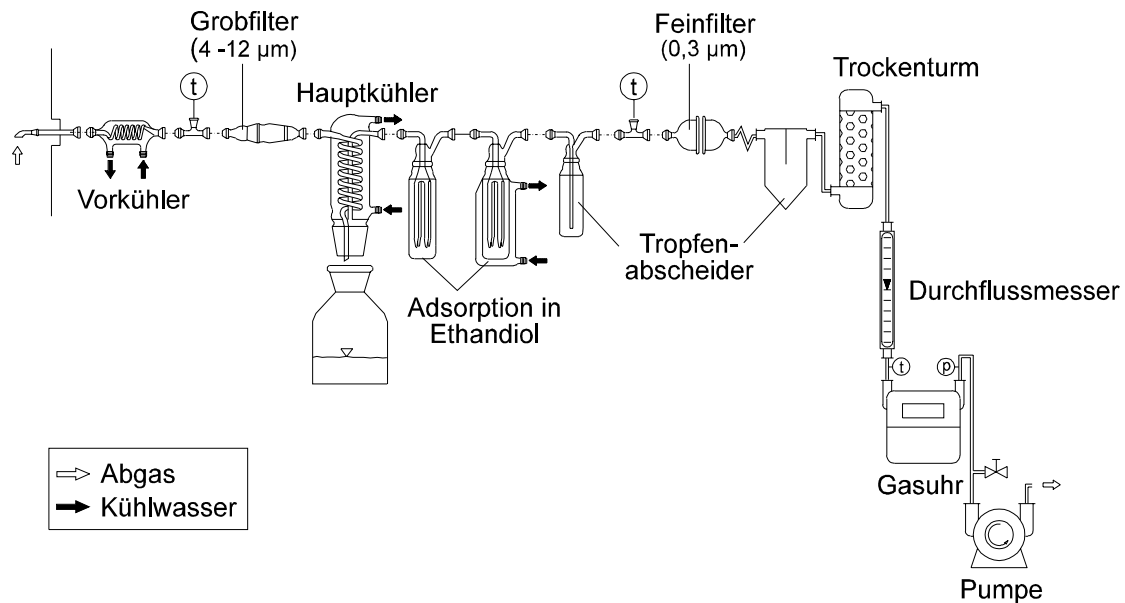 Grobfilter
(4 -12 µm)
Feinfilter
(0,3 µm)
Trockenturm
t
Hauptkühler
t
Vorkühler
Tropfen-
abscheider
Adsorption in
Ethandiol
Durchflussmesser
t
p
Abgas
Kühlwasser
Gasuhr
Pumpe